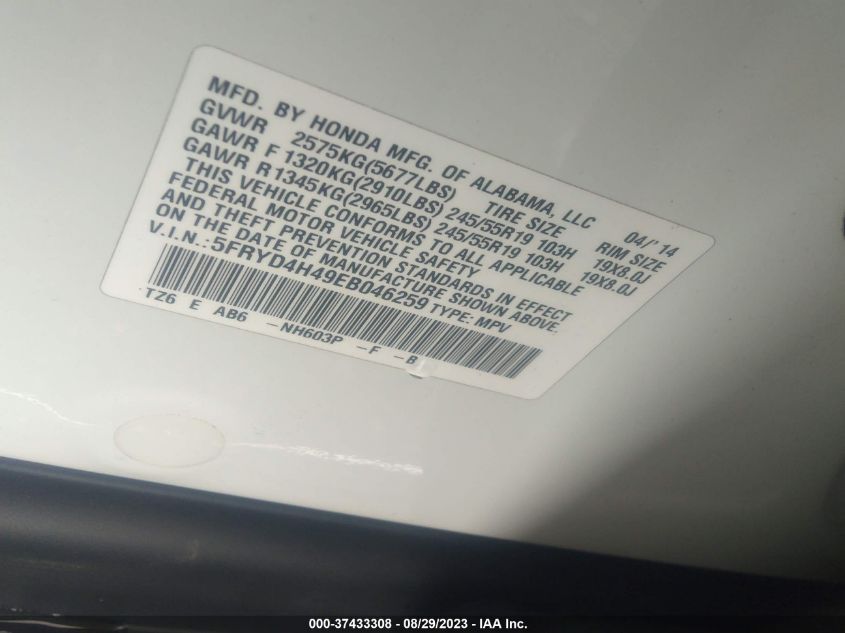 MFD. BY HONDA MFG. OF ALABAMA, LLC 04/'14
GVWR 2575KG(5677LBS) TIRE SIZE RIM SIZE
GAWR F 1320KG(2910LBS) 245/55R19 103H 19X8.0J
GAWR R1345KG(2965LBS) 245/55R19 103H 19X8.0J
THIS VEHICLE CONFORMS TO ALL APPLICABLE
FEDERAL MOTOR VEHICLE SAFETY
AND THEFT PREVENTION STANDARDS IN EFFECT
ON THE DATE OF MANUFACTURE SHOWN ABOVE.
V.I.N.:5FRYD4H49EB046259 TYPE: MPV
TZ6 E AB6 -NH603P -F -B
000-37433308 - 08/29/2023 - IAA Inc.